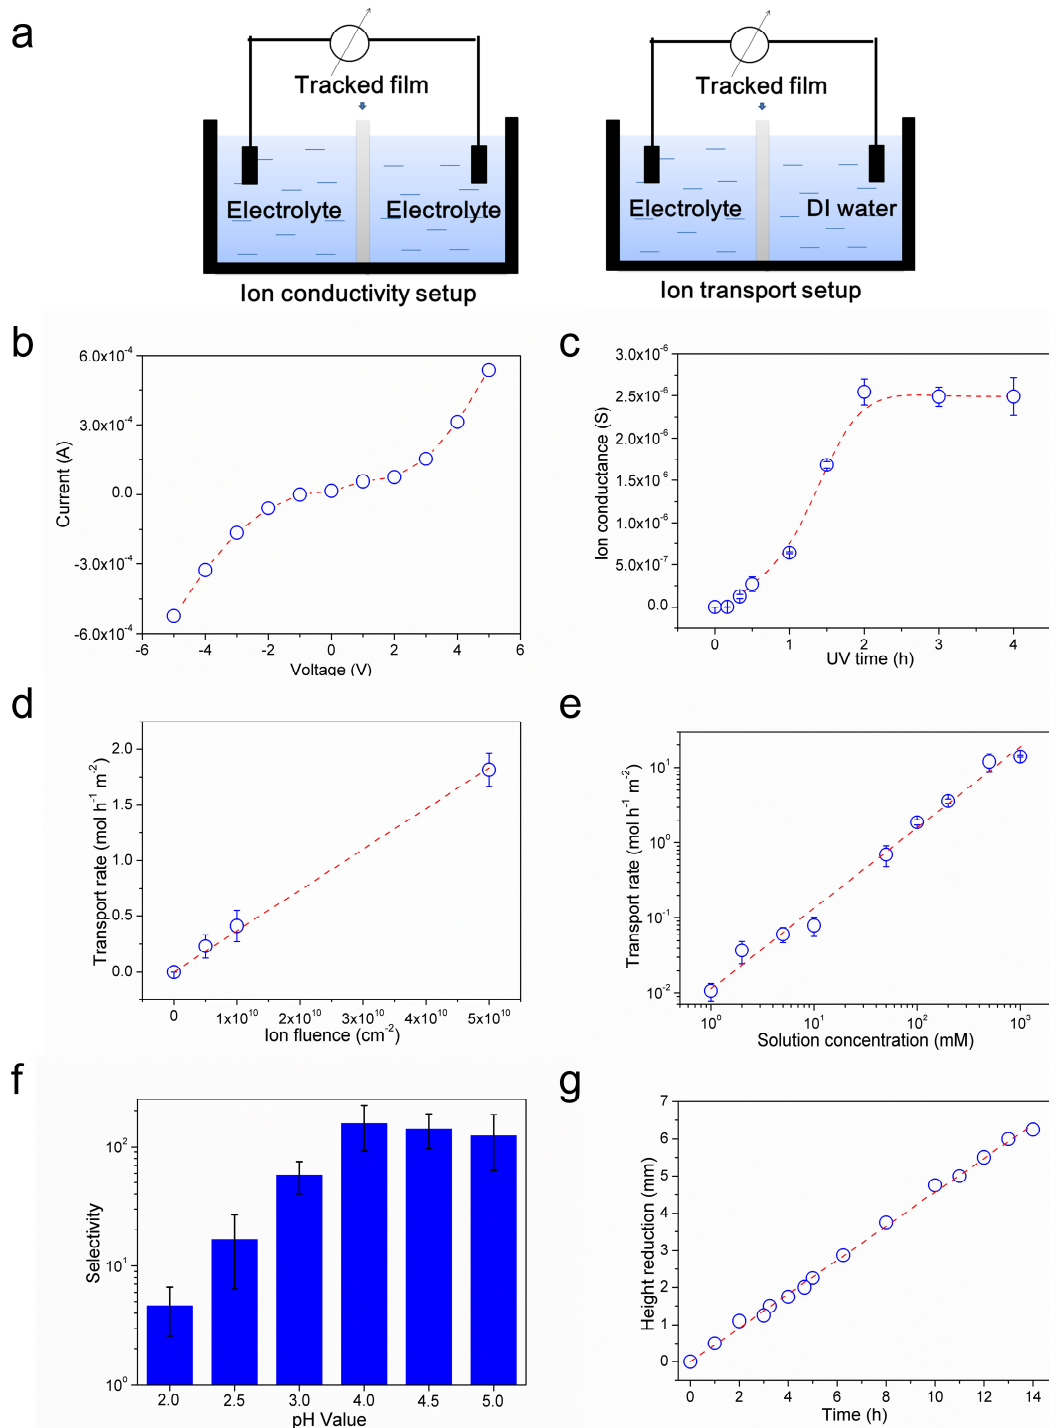 a
Tracked film
Tracked film
Electrolyte
Electrolyte
Electrolyte
DI water
Ion conductivity setup
Ion transport setup
b
6.0x10⁻⁴
3.0x10⁻⁴
0.0
-3.0x10⁻⁴
-6.0x10⁻⁴
Current (A)
-6
-4
-2
0
2
4
6
Voltage (V)
c
3.0x10⁻⁶
2.5x10⁻⁶
2.0x10⁻⁶
1.5x10⁻⁶
1.0x10⁻⁶
5.0x10⁻⁷
0.0
Ion conductance (S)
0
1
2
3
4
UV time (h)
d
2.0
1.5
1.0
0.5
0.0
Transport rate (mol h⁻¹ m⁻²)
0
1x10¹⁰
2x10¹⁰
3x10¹⁰
4x10¹⁰
5x10¹⁰
Ion fluence (cm⁻²)
e
10¹
10⁰
10⁻¹
10⁻²
Transport rate (mol h⁻¹ m⁻²)
10⁰
10¹
10²
10³
Solution concentration (mM)
f
10²
10¹
10⁰
Selectivity
2.0
2.5
3.0
4.0
4.5
5.0
pH Value
g
7
6
5
4
3
2
1
0
Height reduction (mm)
0
2
4
6
8
10
12
14
Time (h)